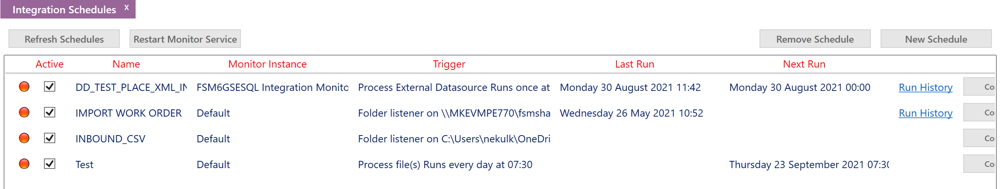 Integration Schedules X
Refresh Schedules Restart Monitor Service Remove Schedule New Schedule
Active Name Monitor Instance Trigger Last Run Next Run
DD_TEST_PLACE_XML_IN FSM6GSESQL Integration Monito Process External Datasource Runs once at Monday 30 August 2021 11:42 Monday 30 August 2021 00:00 Run History Co
IMPORT WORK ORDER Default Folder listener on \\MKEVMPE770\fsmsha Wednesday 26 May 2021 10:52 Run History Co
INBOUND_CSV Default Folder listener on C:\Users\nekulk\OneDri Co
Test Default Process file(s) Runs every day at 07:30 Thursday 23 September 2021 07:30 Co